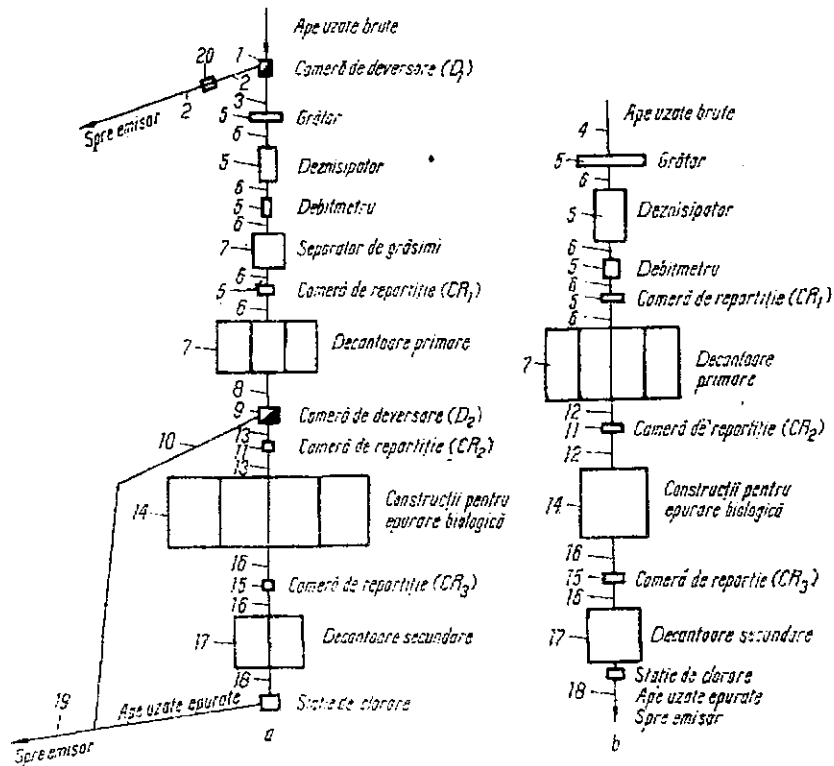 Ape uzate brute
1
Cameră de deversare (D1)
20
2
2
Spre emisor
3
5
Grătar
6
5
Deznisipator
6
5
Debitmetru
6
7
Separator de grăsimi
6
5
Cameră de repartiție (CR1)
6
7
Decantoare primare
8
9
Cameră de deversare (D2)
10
13
11
Cameră de repartiție (CR2)
13
14
Construcții pentru
epurare biologică
16
15
Cameră de repartiție (CR3)
16
17
Decantoare secundare
18
Stație de clorare
19
Ape uzate epurate
Spre emisor
a
Ape uzate brute
4
5
Grătar
6
5
Deznisipator
6
5
Debitmetru
6
5
Cameră de repartiție (CR1)
6
7
Decantoare
primare
12
11
Cameră de repartiție (CR2)
12
14
Construcții pentru
epurare biologică
16
15
Cameră de repartie (CR3)
16
17
Decantoare secundare
Stație de clorare
18
Ape uzate epurate
Spre emisor
b